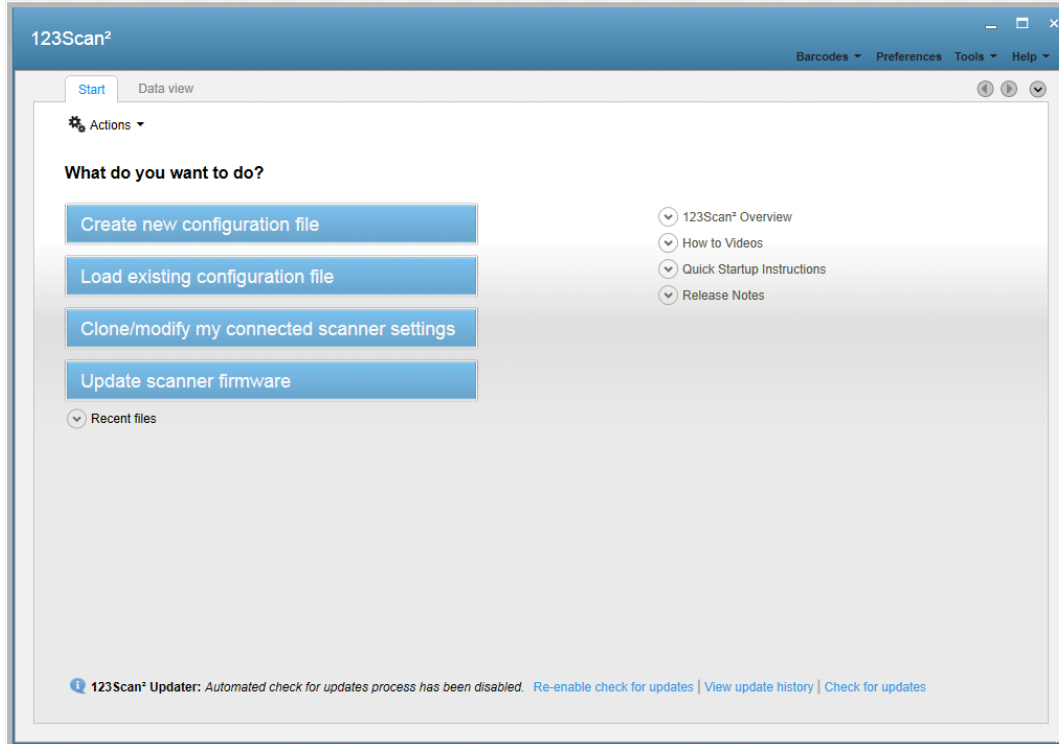 123Scan²
Barcodes Preferences Tools Help
Start Data view
Actions
What do you want to do?
Create new configuration file
Load existing configuration file
Clone/modify my connected scanner settings
Update scanner firmware
Recent files
123Scan² Overview
How to Videos
Quick Startup Instructions
Release Notes
123Scan² Updater: Automated check for updates process has been disabled. Re-enable check for updates | View update history | Check for updates